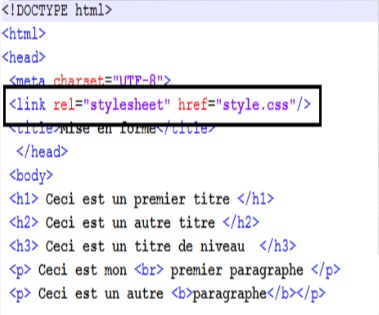 <!DOCTYPE html>
<html>
<head>
<meta charset="UTF-8">
<link rel="stylesheet" href="style.css"/>
<title>Mise en forme</title>
</head>
<body>
<h1> Ceci est un premier titre </h1>
<h2> Ceci est un autre titre </h2>
<h3> Ceci est un titre de niveau  </h3>
<p> Ceci est mon <br> premier paragraphe </p>
<p> Ceci est un autre <b>paragraphe</b></p>